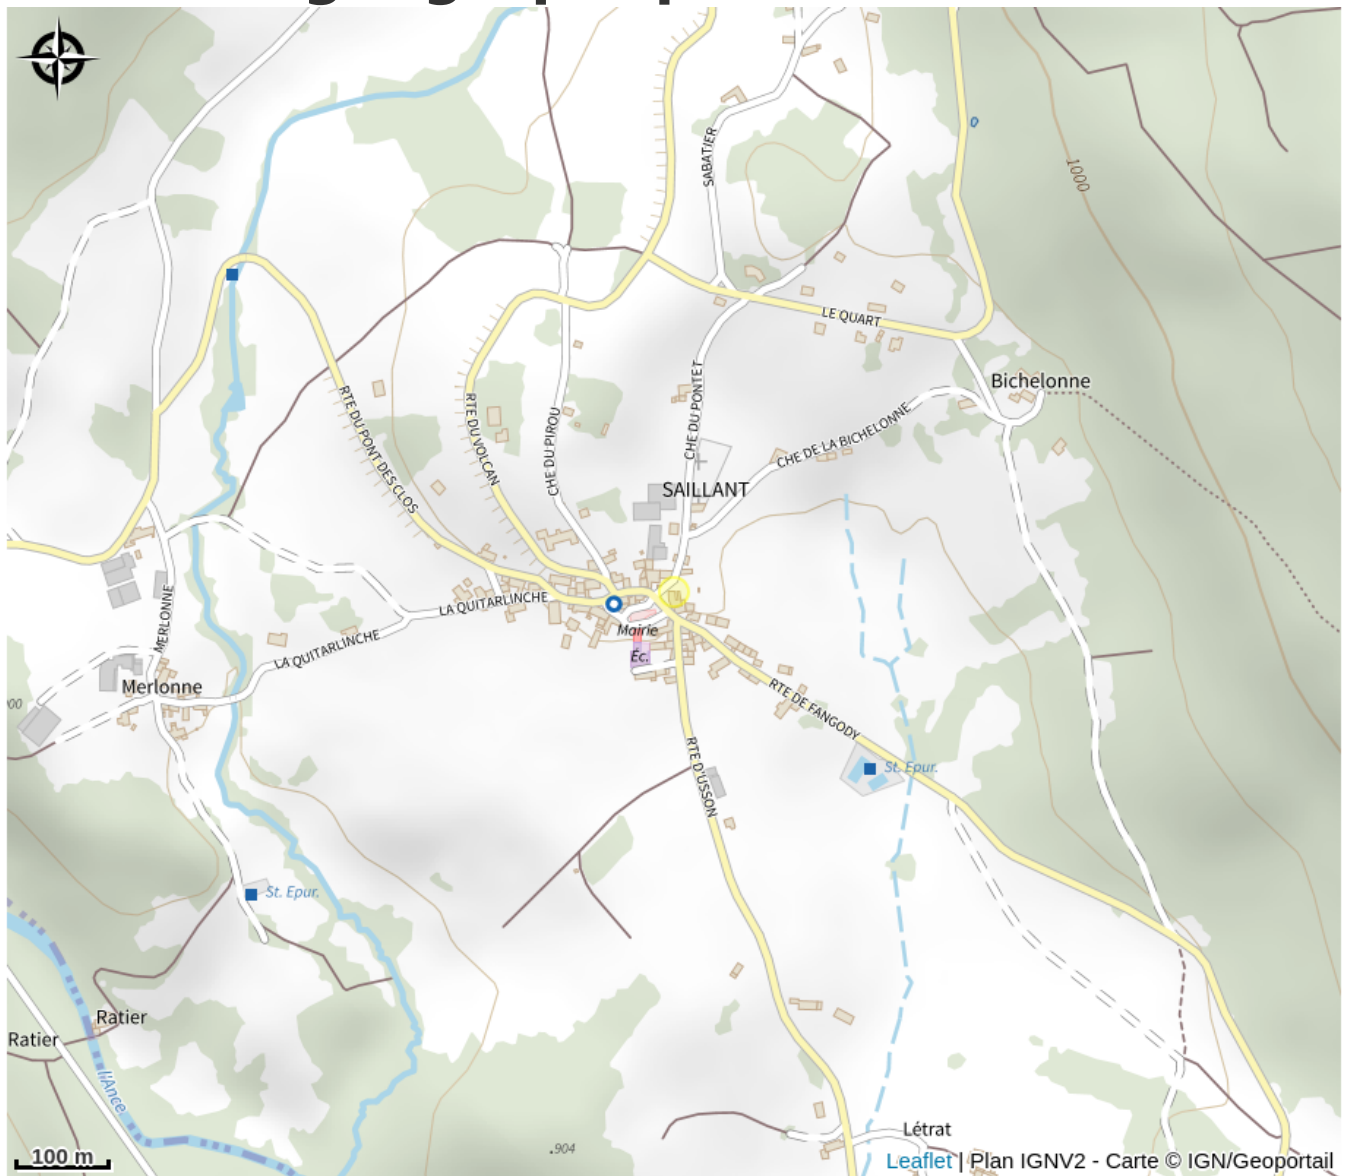 SABATIER
1000
LE QUART
Bichelonne
RTE DU PONT DES CLOS
RTE DU VOLCAN
CHE DU PIROU
CHE DU PONTET
CHE DE LA BICHELONNE
SAILLANT
MERLONNE
LA QUITARLINCHE
LA QUITARLINCHE
Mairie
Éc.
Merlonne
RTE DE FANGODY
RTE D'USSON
St. Epur.
St. Epur.
Ratier
Ratier
l'Ance
Létrat
.904
100 m
Leaflet | Plan IGNV2 - Carte © IGN/Geoportail